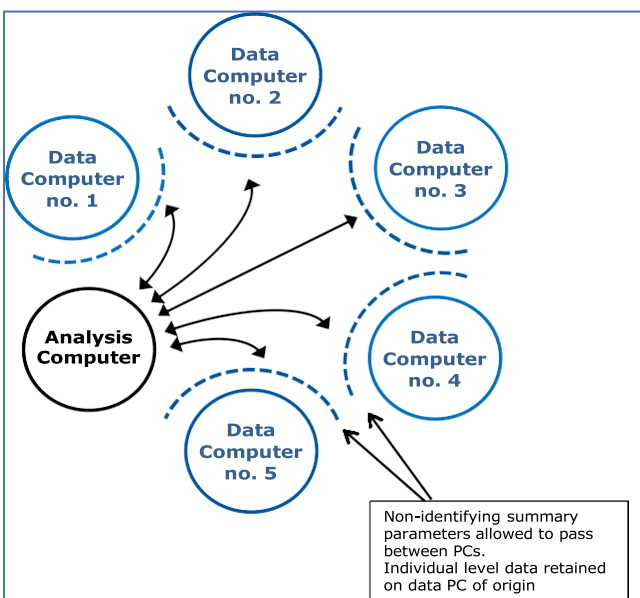 Data
Computer
no. 2
Data
Computer
no. 1
Data
Computer
no. 3
Analysis
Computer
Data
Computer
no. 4
Data
Computer
no. 5
Non-identifying summary
parameters allowed to pass
between PCs.
Individual level data retained
on data PC of origin